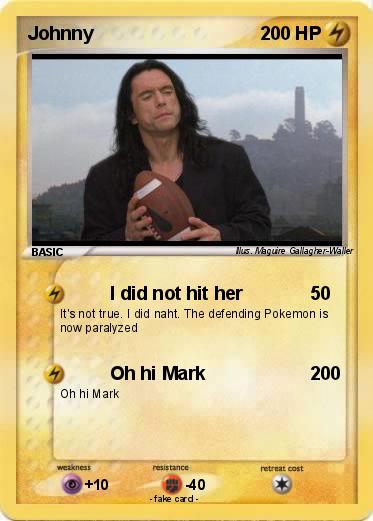 Johnny 200 HP
BASIC Illus. Maguire Gallagher-Waller
I did not hit her 50
It's not true. I did naht. The defending Pokemon is
now paralyzed
Oh hi Mark 200
Oh hi Mark
weakness resistance retreat cost
+10 -40
- fake card -